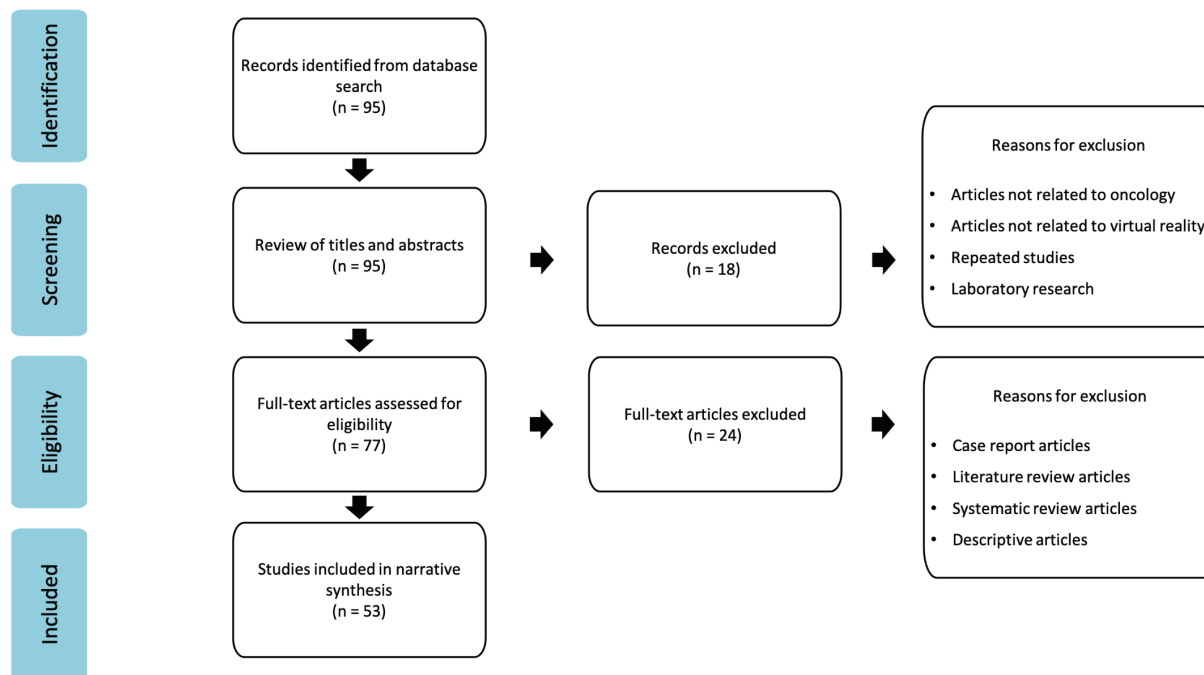 Identification
Records identified from database
search
(n = 95)
Screening
Review of titles and abstracts
(n = 95)
Records excluded
(n = 18)
Reasons for exclusion
• Articles not related to oncology
• Articles not related to virtual reality
• Repeated studies
• Laboratory research
Eligibility
Full-text articles assessed for
eligibility
(n = 77)
Full-text articles excluded
(n = 24)
Reasons for exclusion
• Case report articles
• Literature review articles
• Systematic review articles
• Descriptive articles
Included
Studies included in narrative
synthesis
(n = 53)